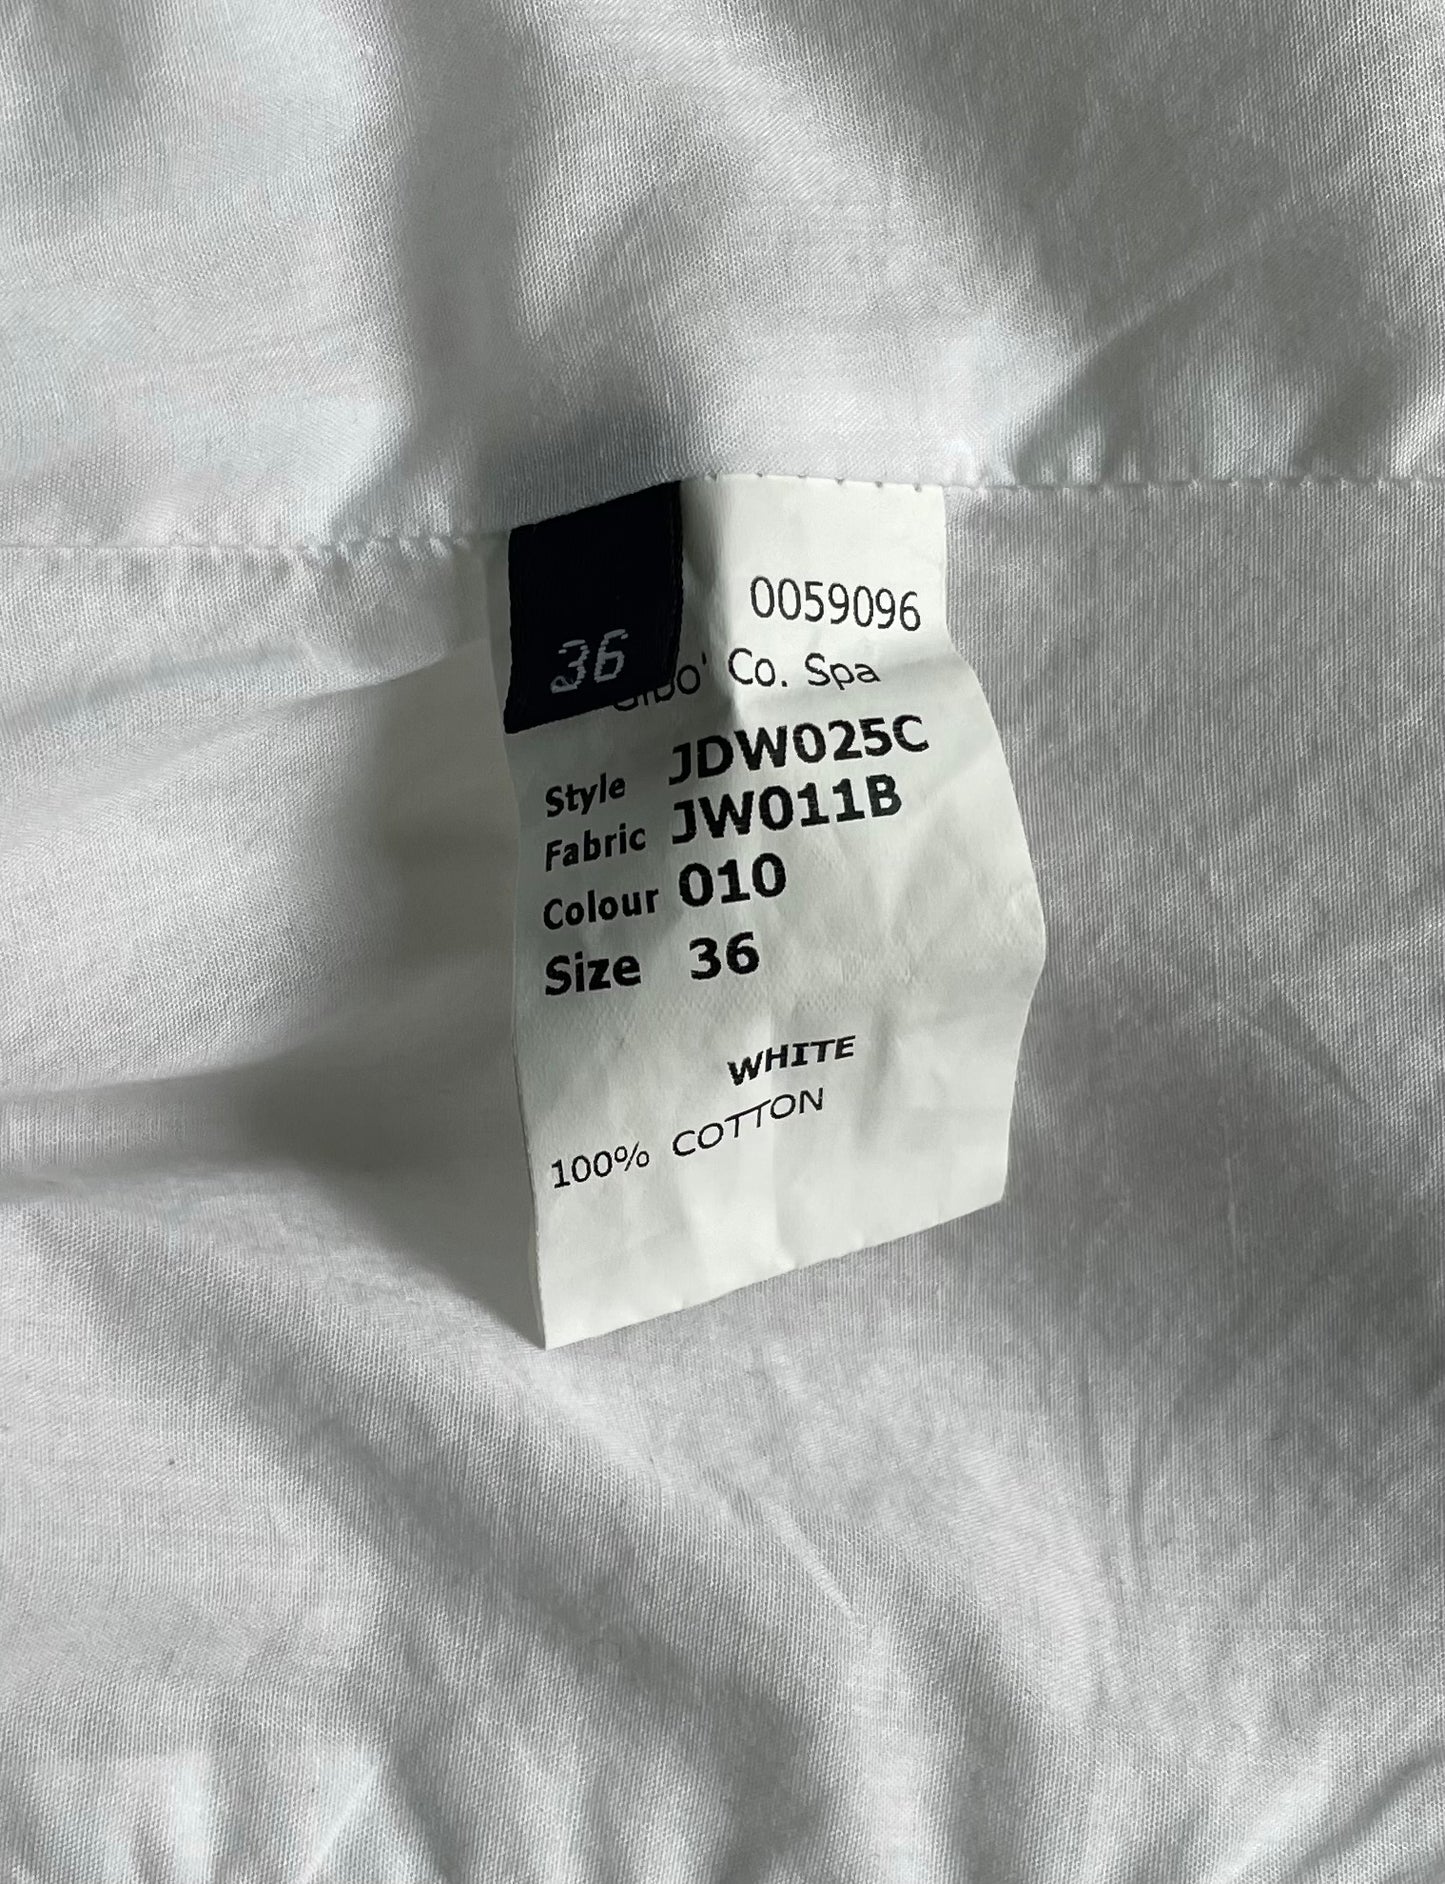 0059096
36
Gibo' Co. Spa
Style JDW025C
Fabric JW011B
Colour 010
Size 36
WHITE
100% COTTON